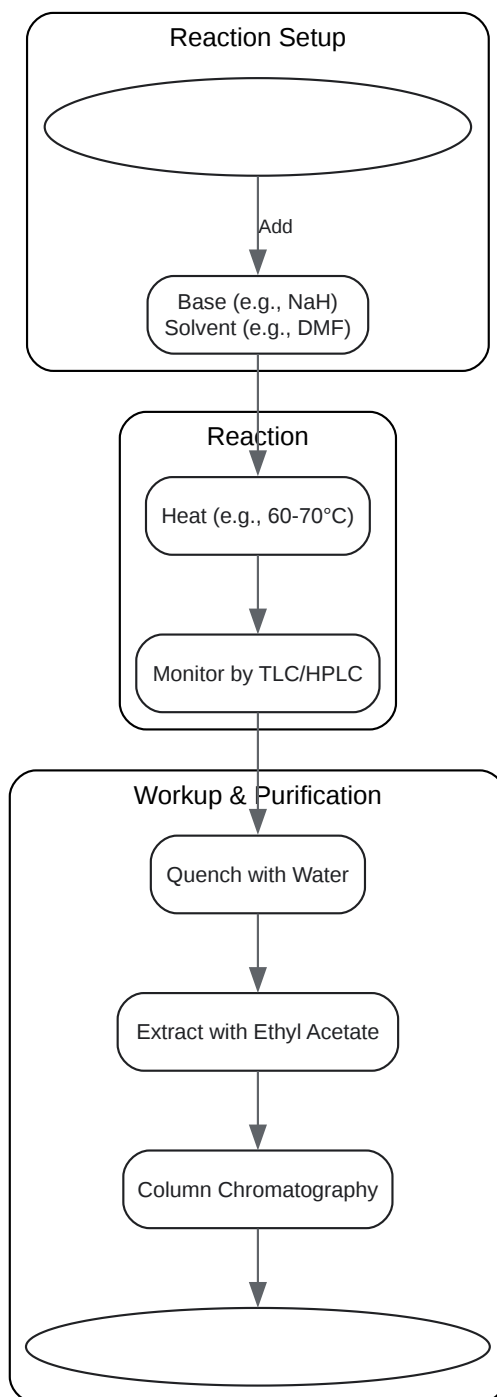 Reaction Setup
Add
Base (e.g., NaH)
Solvent (e.g., DMF)
Reaction
Heat (e.g., 60-70°C)
Monitor by TLC/HPLC
Workup & Purification
Quench with Water
Extract with Ethyl Acetate
Column Chromatography